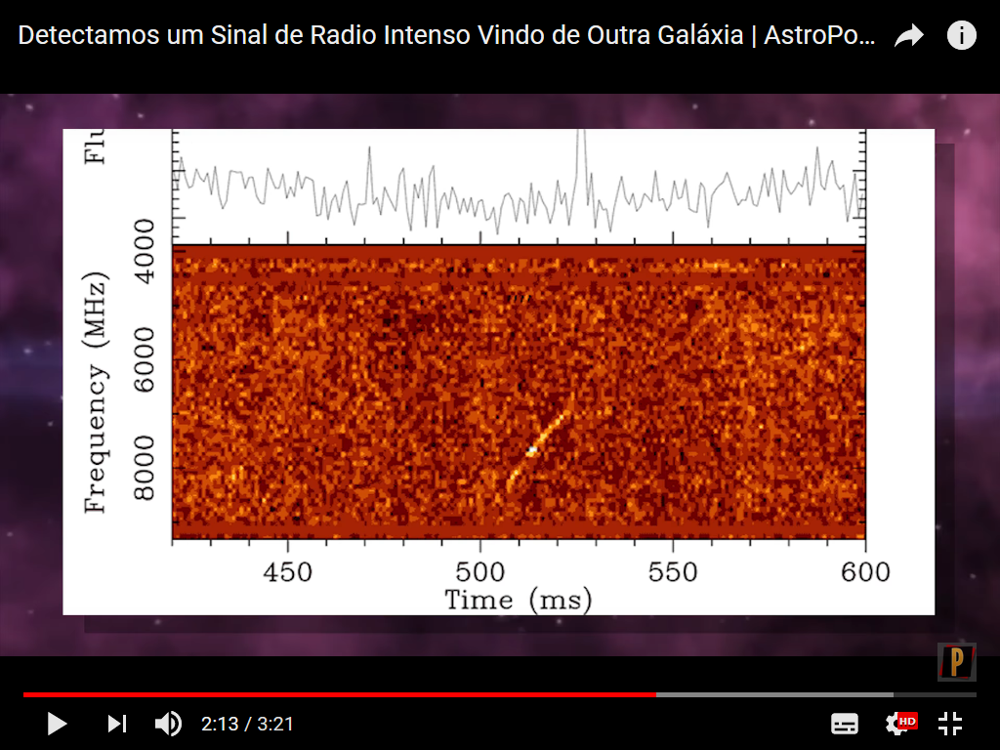 Detectamos um Sinal de Radio Intenso Vindo de Outra Galáxia | AstroPo...
Flu
4000
6000
8000
Frequency (MHz)
450 500 550 600
Time (ms)
P
2:13 / 3:21
HD